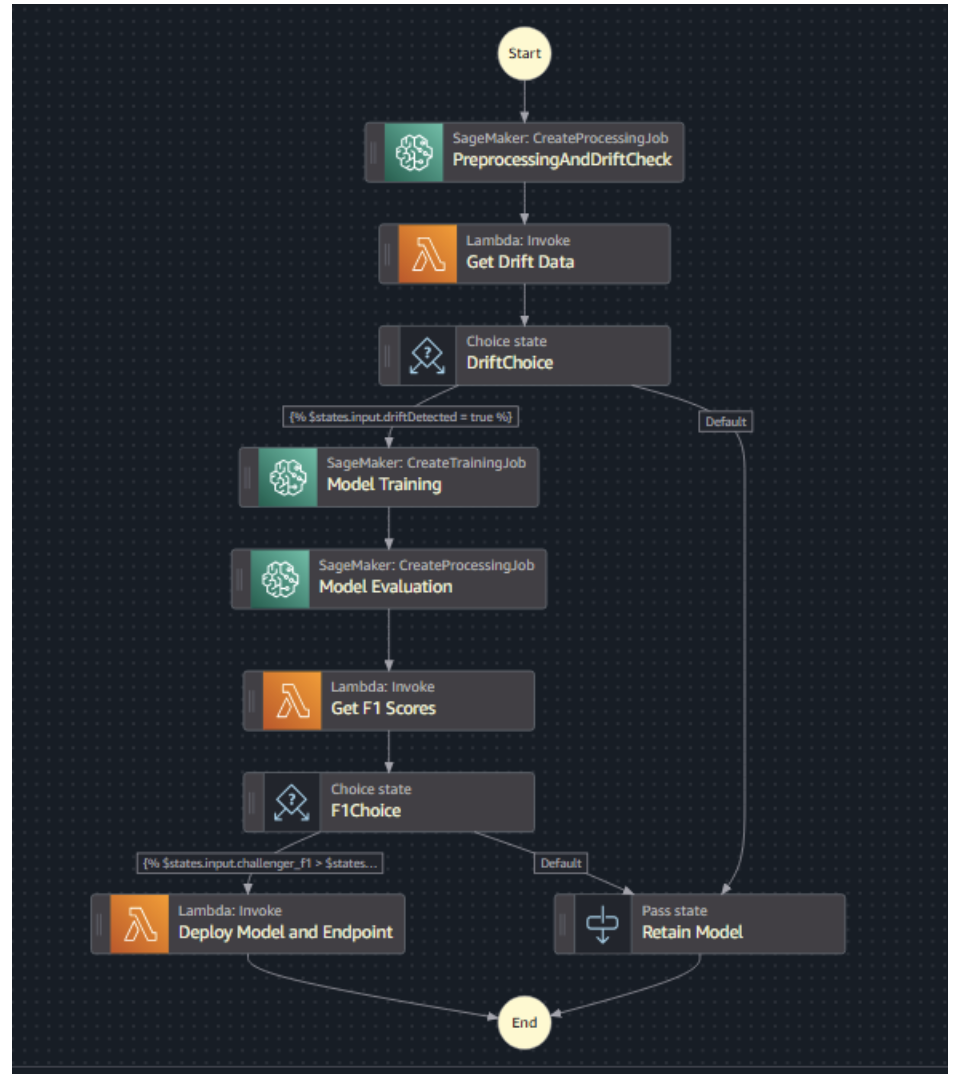 Start
SageMaker: CreateProcessingJob
PreprocessingAndDriftCheck
Lambda: Invoke
Get Drift Data
Choice state
DriftChoice
{% $states.input.driftDetected = true %}
Default
SageMaker: CreateTrainingJob
Model Training
SageMaker: CreateProcessingJob
Model Evaluation
Lambda: Invoke
Get F1 Scores
Choice state
F1Choice
{% $states.input.challenger_f1 > $states...
Default
Lambda: Invoke
Deploy Model and Endpoint
Pass state
Retain Model
End